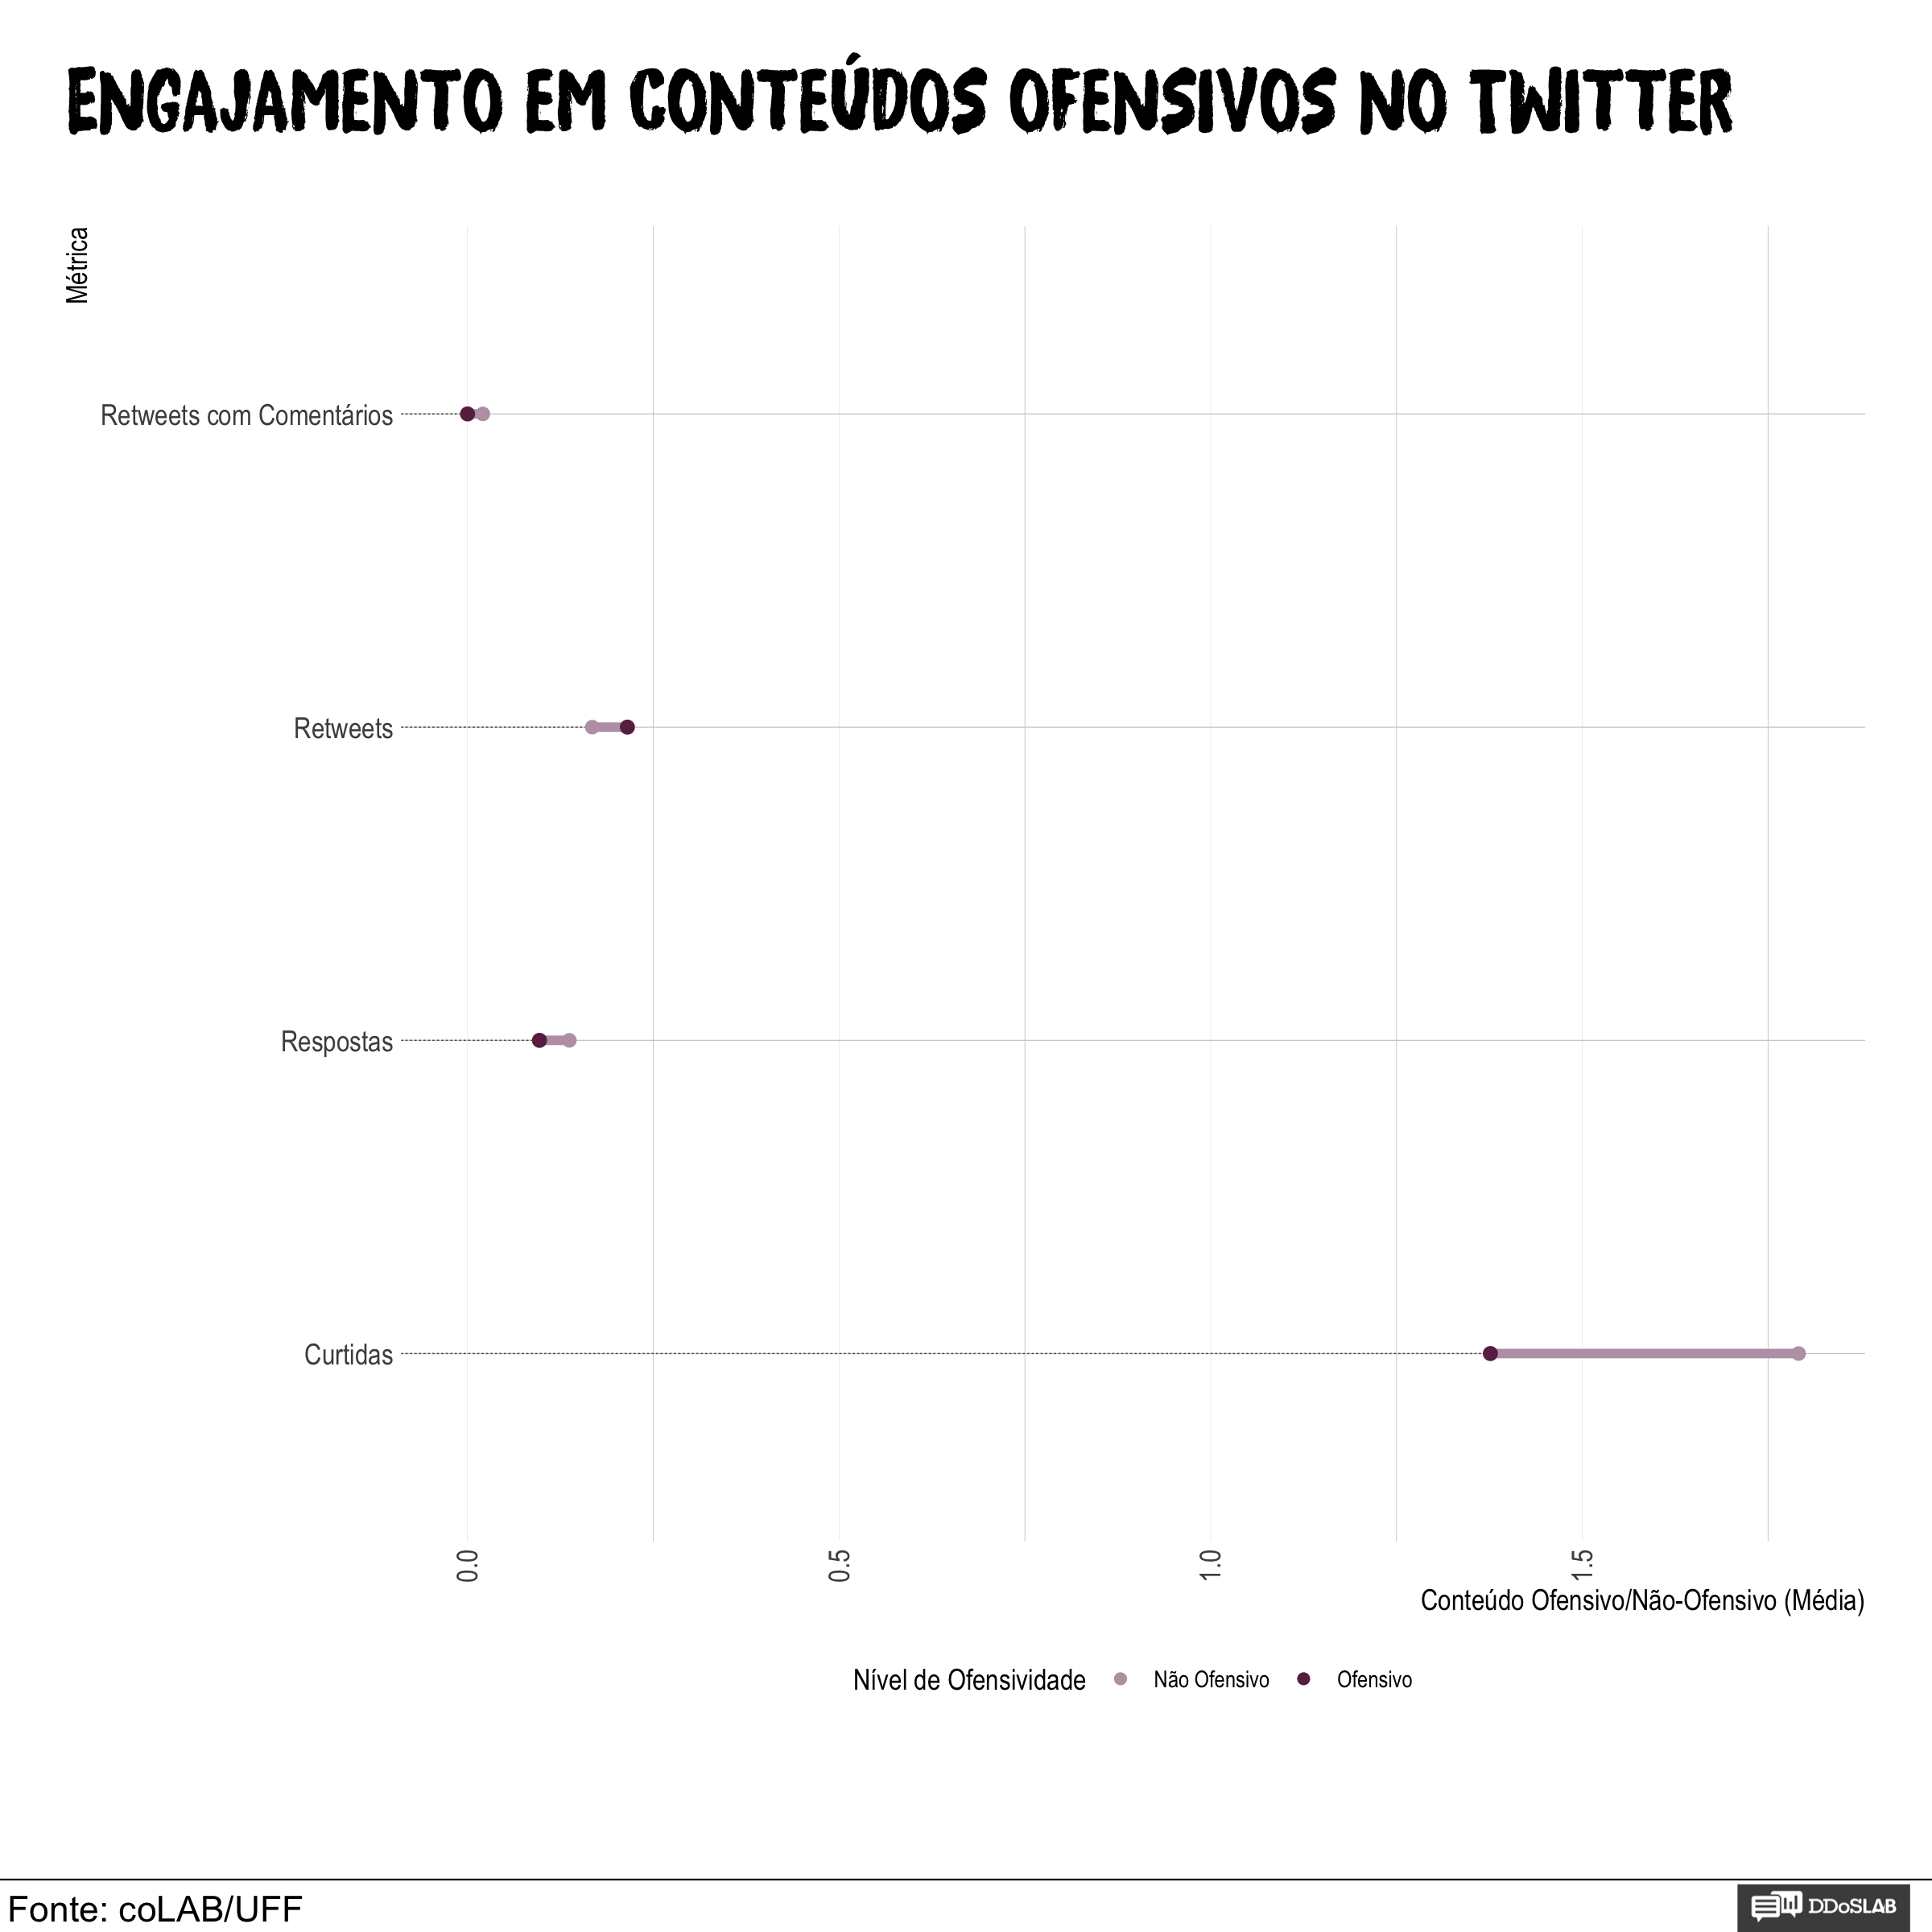 ENGAJAMENTO EM CONTEÚDOS OFENSIVOS NO TWITTER
Métrica
Retweets com Comentários
Retweets
Respostas
Curtidas
0.0
0.5
1.0
1.5
Conteúdo Ofensivo/Não-Ofensivo (Média)
Nível de Ofensividade Não Ofensivo Ofensivo
Fonte: coLAB/UFF
DDoSLAB